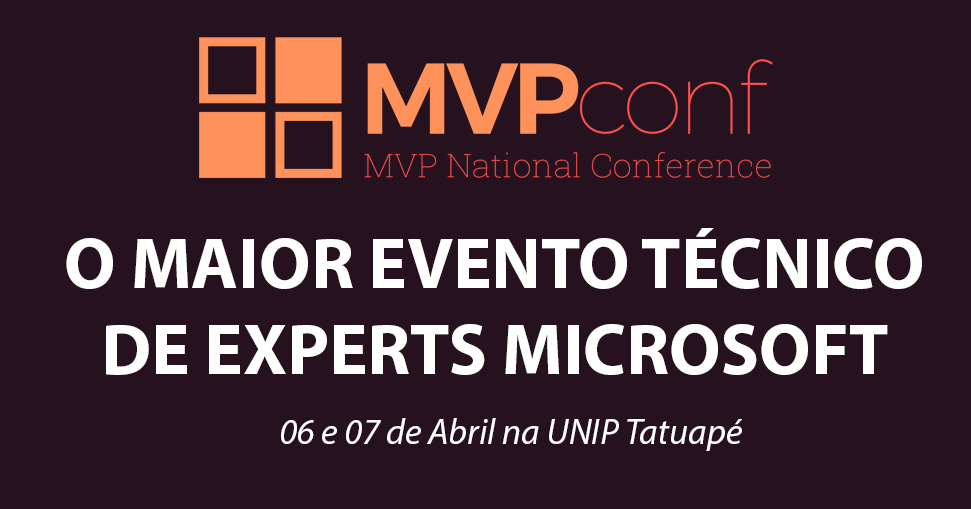 MVPconf
MVP National Conference
O MAIOR EVENTO TÉCNICO
DE EXPERTS MICROSOFT
06 e 07 de Abril na UNIP Tatuapé